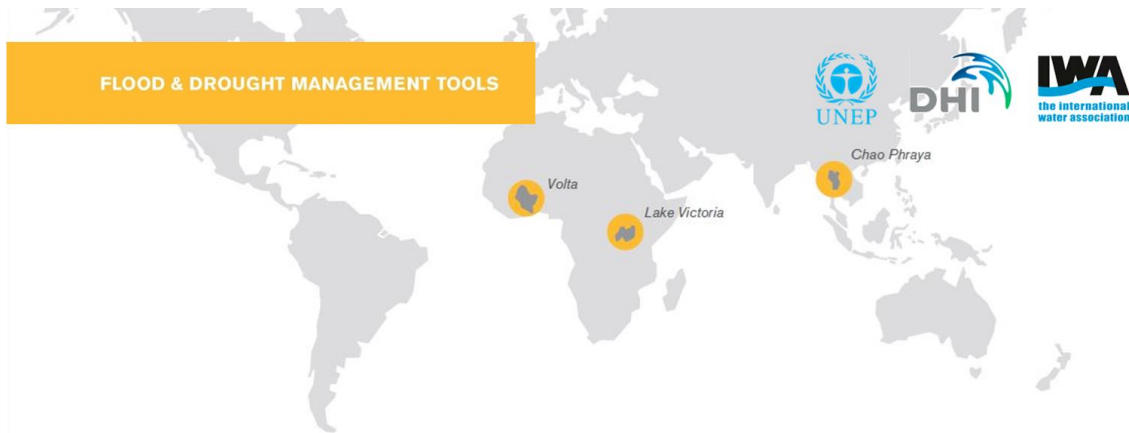 FLOOD & DROUGHT MANAGEMENT TOOLS
UNEP
DHI
IWA
the international
water association
Chao Phraya
Volta
Lake Victoria